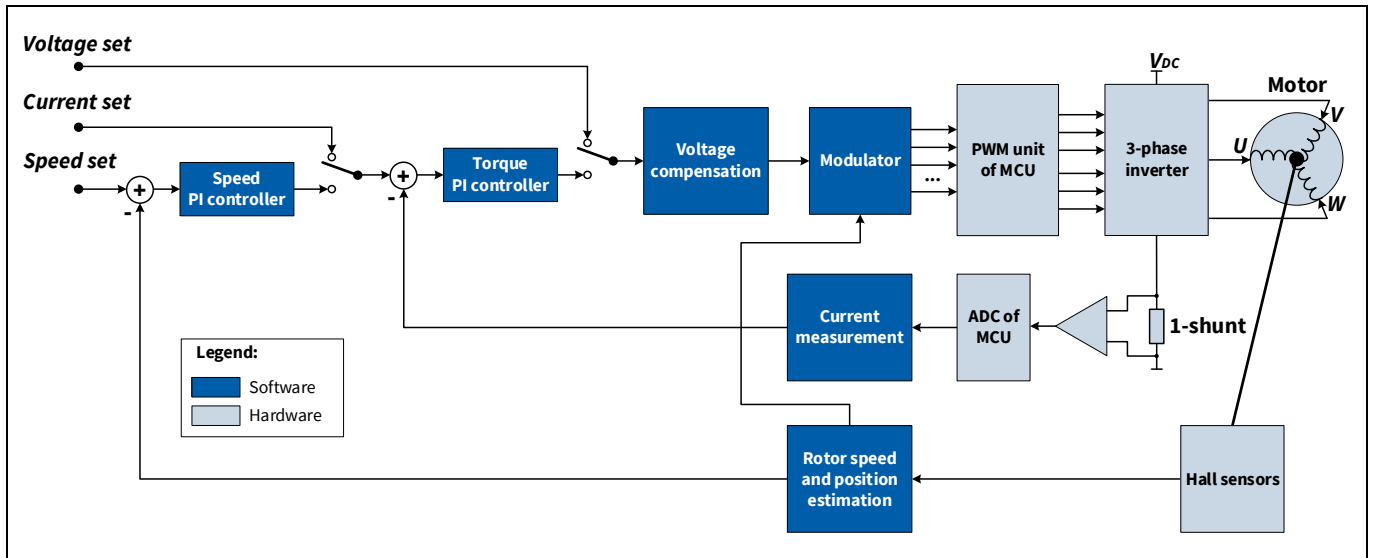 Voltage set
Current set
Speed set
+
-
Speed
PI controller
+
-
Torque
PI controller
Voltage
compensation
Modulator
...
PWM unit
of MCU
VDC
3-phase
inverter
Motor
V
U
W
Current
measurement
ADC of
MCU
1-shunt
Legend:
Software
Hardware
Rotor speed
and position
estimation
Hall sensors